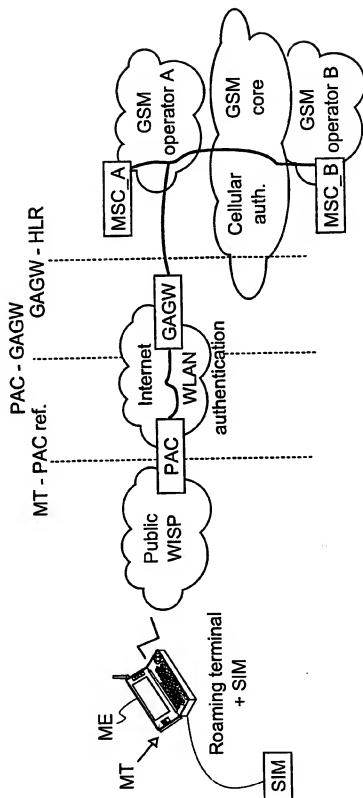 MT - PAC ref.
PAC - GAGW
GAGW - HLR
ME
MT
Roaming terminal
+ SIM
SIM
Public
WISP
PAC
Internet
WLAN
authentication
GAGW
MSC_A
GSM
operator A
Cellular
auth.
GSM
core
GSM
operator B
MSC_B